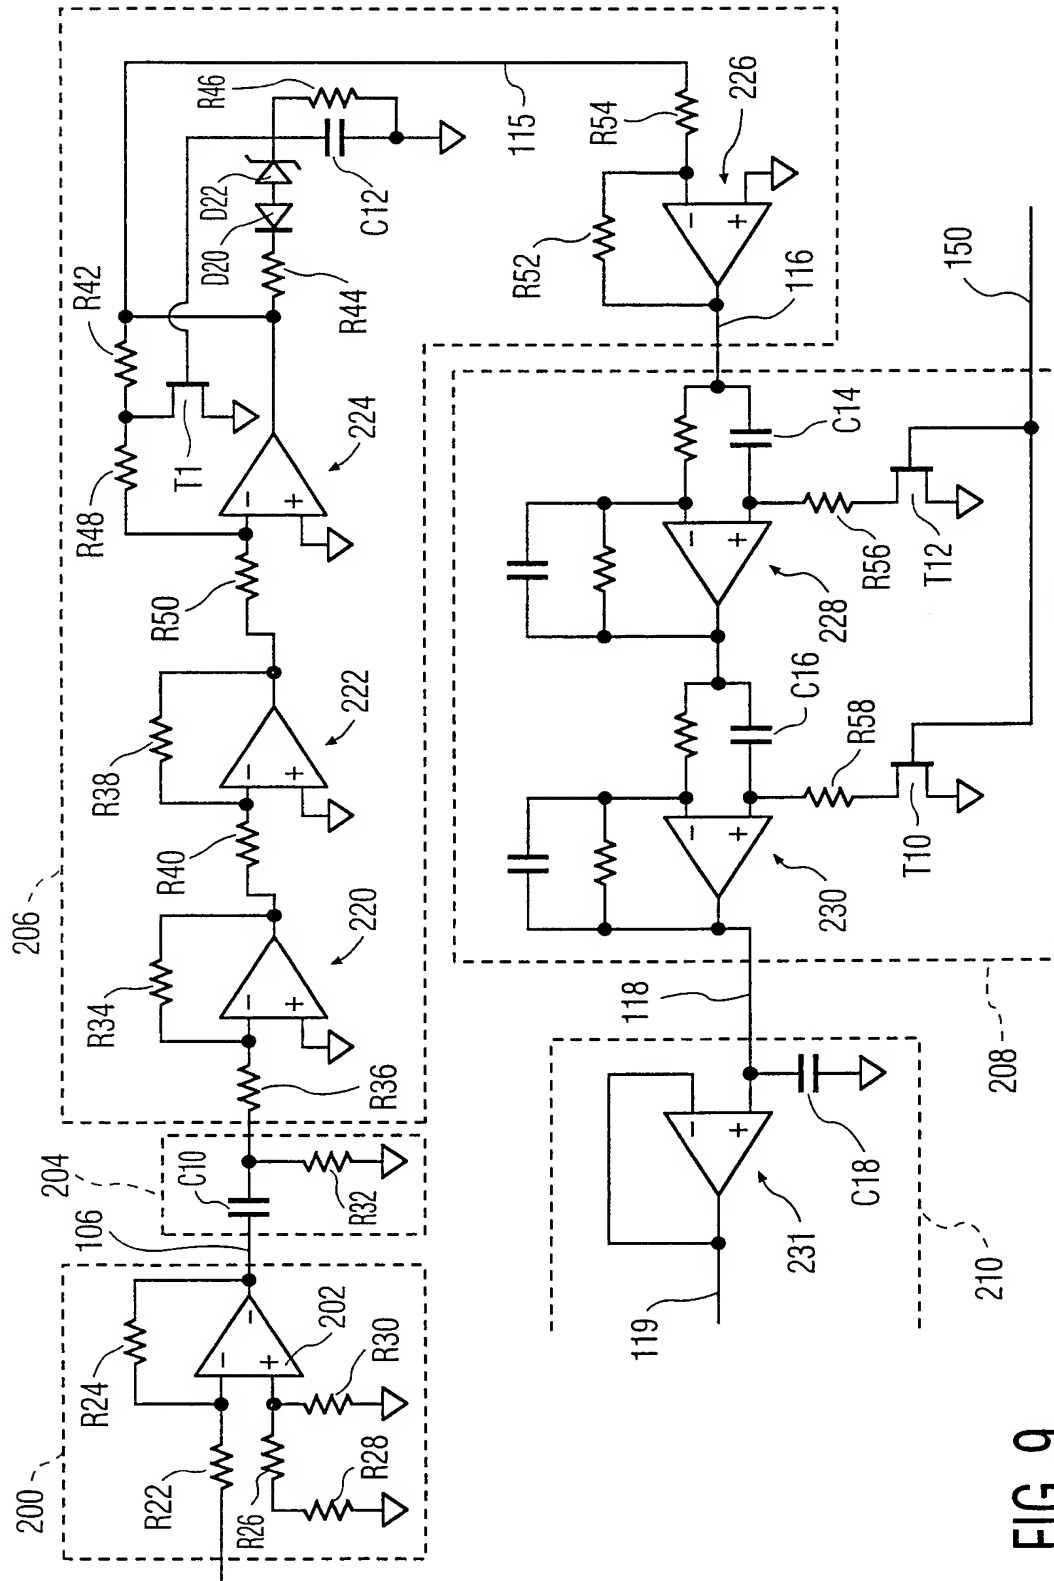 200
R22
R24
R26
R28
R30
202
−
+
−
106
204
C10
R32
206
R36
R34
−
+
220
R40
R38
−
+
222
R50
R48
−
+
224
T1
R42
R44
D20
D22
C12
R46
115
R54
R52
−
+
226
116
C14
−
+
228
R56
T12
150
C16
−
+
230
R58
T10
208
118
−
+
231
C18
119
210
FIG. 9